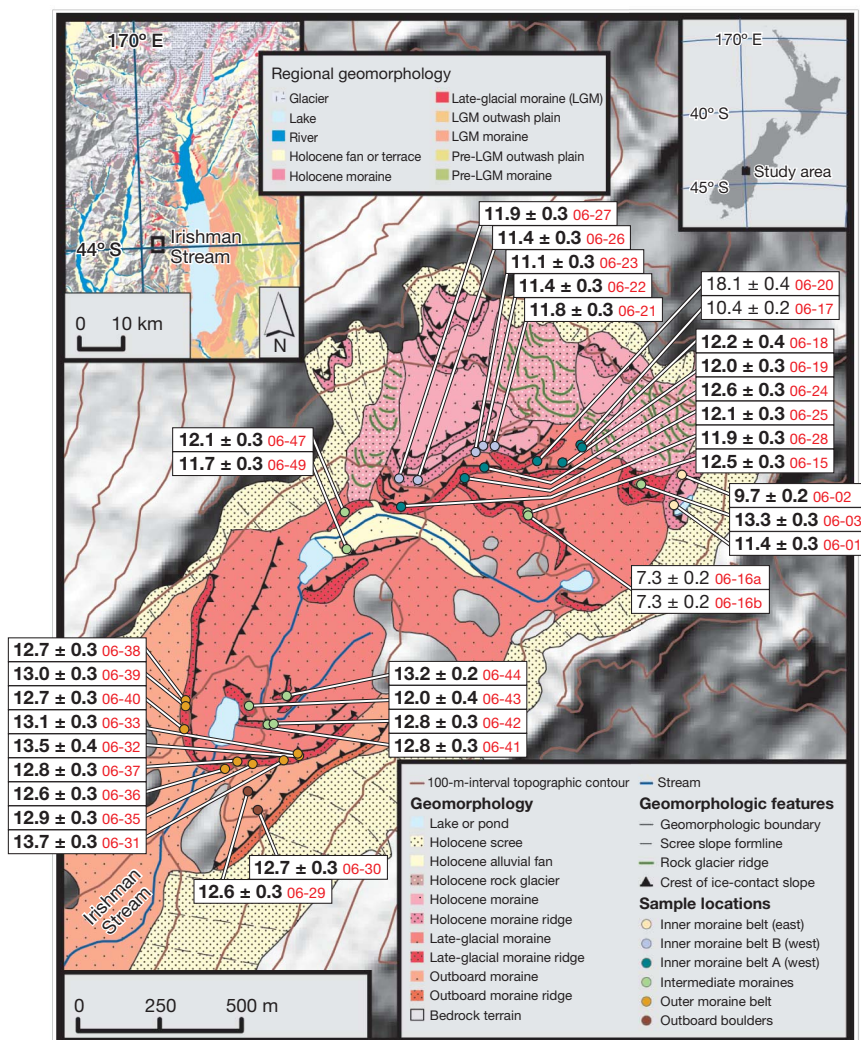 170° E
44° S
Irishman
Stream
0 10 km
N
Regional geomorphology
Glacier
Lake
River
Holocene fan or terrace
Holocene moraine
Late-glacial moraine (LGM)
LGM outwash plain
LGM moraine
Pre-LGM outwash plain
Pre-LGM moraine
170° E
40° S
45° S
Study area
11.9 ± 0.3 06-27
11.4 ± 0.3 06-26
11.1 ± 0.3 06-23
11.4 ± 0.3 06-22
11.8 ± 0.3 06-21
18.1 ± 0.4 06-20
10.4 ± 0.2 06-17
12.2 ± 0.4 06-18
12.0 ± 0.3 06-19
12.6 ± 0.3 06-24
12.1 ± 0.3 06-25
11.9 ± 0.3 06-28
12.5 ± 0.3 06-15
12.1 ± 0.3 06-47
11.7 ± 0.3 06-49
9.7 ± 0.2 06-02
13.3 ± 0.3 06-03
11.4 ± 0.3 06-01
7.3 ± 0.2 06-16a
7.3 ± 0.2 06-16b
12.7 ± 0.3 06-38
13.0 ± 0.3 06-39
12.7 ± 0.3 06-40
13.1 ± 0.3 06-33
13.5 ± 0.4 06-32
12.8 ± 0.3 06-37
12.6 ± 0.3 06-36
12.9 ± 0.3 06-35
13.7 ± 0.3 06-31
13.2 ± 0.2 06-44
12.0 ± 0.4 06-43
12.8 ± 0.3 06-42
12.8 ± 0.3 06-41
12.7 ± 0.3 06-30
12.6 ± 0.3 06-29
Irishman
Stream
0 250 500 m
100-m-interval topographic contour
Geomorphology
Lake or pond
Holocene scree
Holocene alluvial fan
Holocene rock glacier
Holocene moraine
Holocene moraine ridge
Late-glacial moraine
Late-glacial moraine ridge
Outboard moraine
Outboard moraine ridge
Bedrock terrain
Stream
Geomorphologic features
Geomorphologic boundary
Scree slope formline
Rock glacier ridge
Crest of ice-contact slope
Sample locations
Inner moraine belt (east)
Inner moraine belt B (west)
Inner moraine belt A (west)
Intermediate moraines
Outer moraine belt
Outboard boulders